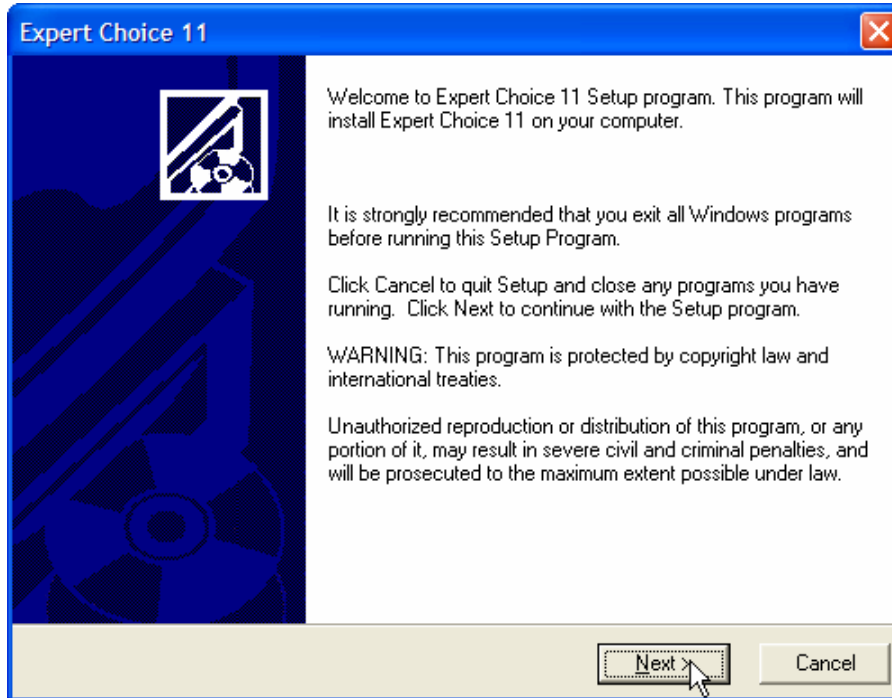 Expert Choice 11
Welcome to Expert Choice 11 Setup program. This program will
install Expert Choice 11 on your computer.
It is strongly recommended that you exit all Windows programs
before running this Setup Program.
Click Cancel to quit Setup and close any programs you have
running.  Click Next to continue with the Setup program.
WARNING: This program is protected by copyright law and
international treaties.
Unauthorized reproduction or distribution of this program, or any
portion of it, may result in severe civil and criminal penalties, and
will be prosecuted to the maximum extent possible under law.
Next > Cancel